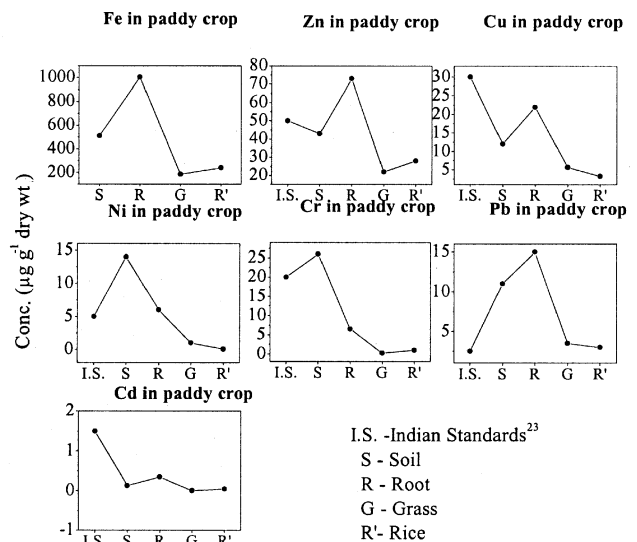 Fe in paddy crop
Zn in paddy crop
Cu in paddy crop
1000
800
600
400
200
S R G R'
80
70
60
50
40
30
20
I.S. S R G R'
30
25
20
15
10
5
I.S. S R G R'
Ni in paddy crop
Cr in paddy crop
Pb in paddy crop
Conc. (µg g⁻¹ dry wt )
15
10
5
0
I.S. S R G R'
25
20
15
10
5
0
I.S. S R G R'
15
10
5
I.S. S R G R'
Cd in paddy crop
2
1
0
-1
I.S. S R G R'
I.S. -Indian Standards²³
S - Soil
R - Root
G - Grass
R'- Rice